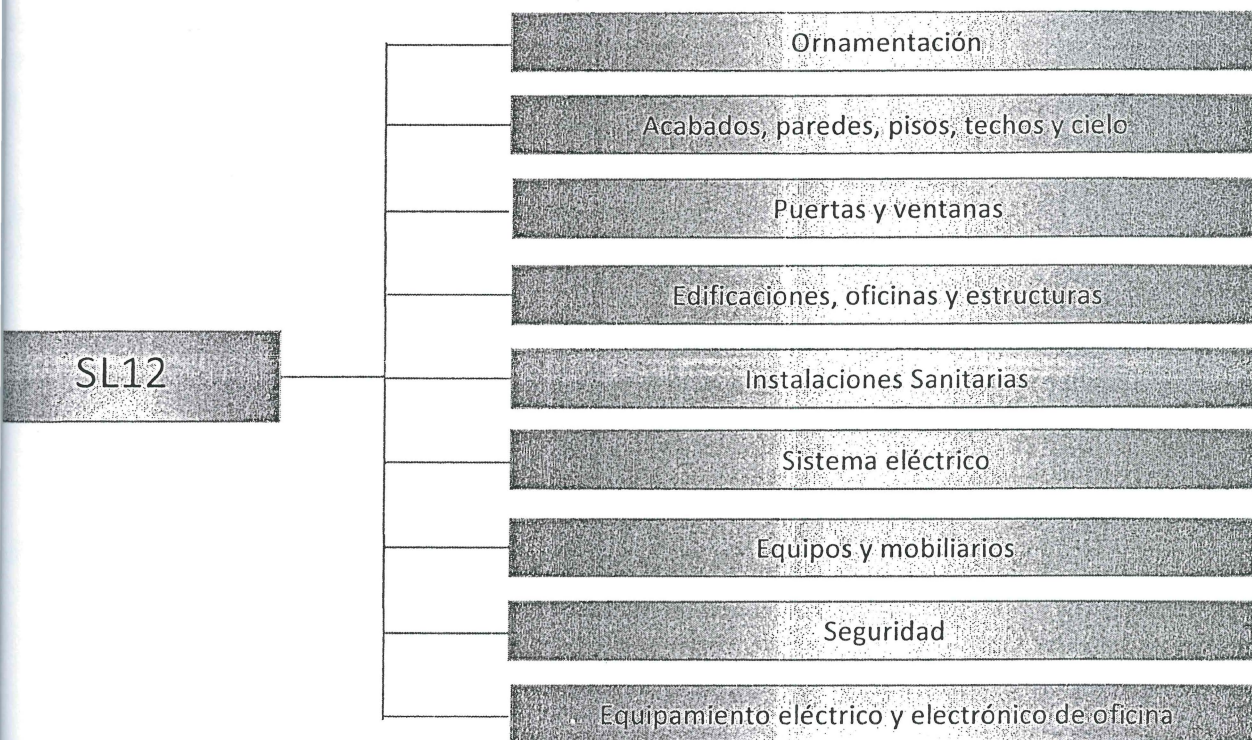 Ornamentación
Acabados, paredes, pisos, techos y cielo
Puertas y ventanas
Edificaciones, oficinas y estructuras
SL12
Instalaciones Sanitarias
Sistema eléctrico
Equipos y mobiliarios
Seguridad
Equipamiento eléctrico y electrónico de oficina